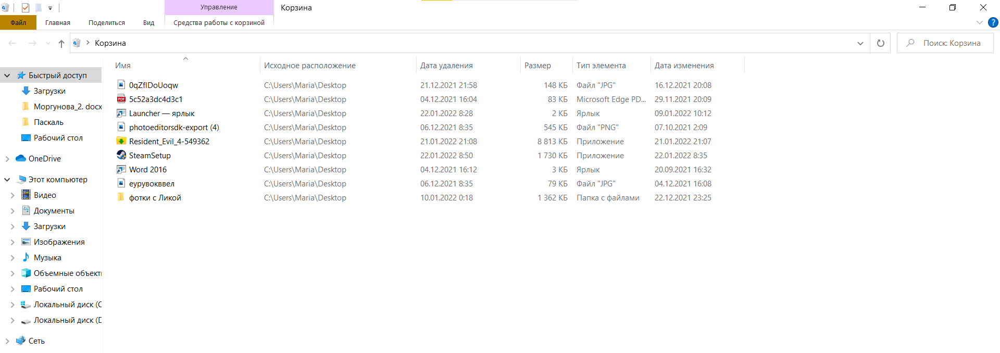 Управление
Корзина
Файл
Главная
Поделиться
Вид
Средства работы с корзиной
?
Корзина
Поиск: Корзина
Имя Исходное расположение Дата удаления Размер Тип элемента Дата изменения
0qZfIDoUoqw C:\Users\Maria\Desktop 21.12.2021 21:58 148 КБ Файл "JPG" 16.12.2021 20:08
PDF 5c52a3dc4d3c1 C:\Users\Maria\Desktop 04.12.2021 16:04 83 КБ Microsoft Edge PD... 29.11.2021 20:09
Launcher — ярлык C:\Users\Maria\Desktop 22.01.2022 8:28 2 КБ Ярлык 09.01.2022 10:12
photoeditorsdk-export (4) C:\Users\Maria\Desktop 06.12.2021 8:35 545 КБ Файл "PNG" 07.10.2021 2:09
Resident_Evil_4-549362 C:\Users\Maria\Desktop 21.01.2022 21:08 8 813 КБ Приложение 21.01.2022 21:07
SteamSetup C:\Users\Maria\Desktop 22.01.2022 8:50 1 730 КБ Приложение 22.01.2022 8:35
Word 2016 C:\Users\Maria\Desktop 04.12.2021 16:12 3 КБ Ярлык 20.09.2021 16:32
еурувокввел C:\Users\Maria\Desktop 06.12.2021 8:35 79 КБ Файл "JPG" 04.12.2021 16:08
фотки с Ликой C:\Users\Maria\Desktop 10.01.2022 0:18 1 362 КБ Папка с файлами 22.12.2021 23:25
Быстрый доступ
Загрузки
Моргунова_2. docx
Паскаль
Рабочий стол
OneDrive
Этот компьютер
Видео
Документы
Загрузки
Изображения
Музыка
Объемные объект
Рабочий стол
Локальный диск (C
Локальный диск (D
Сеть